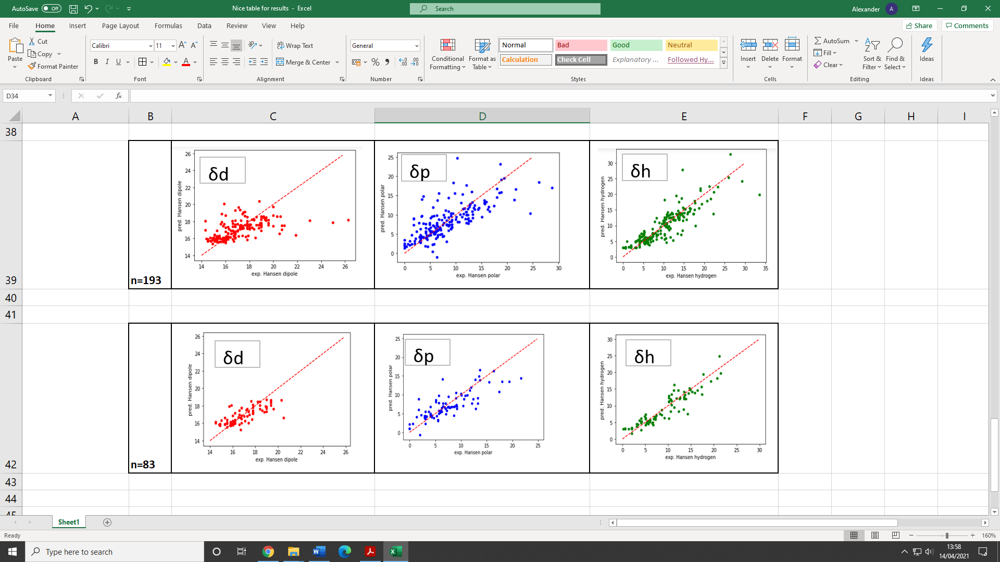 AutoSave Off
Nice table for results - Excel
Search
Alexander A
File Home Insert Page Layout Formulas Data Review View Help
Share Comments
Paste
Cut
Copy
Format Painter
Clipboard
Calibri 11
B I U
Font
Wrap Text
Merge & Center
Alignment
General
Number
Conditional Formatting
Format as Table
Normal Bad Good Neutral
Calculation Check Cell Explanatory ... Followed Hy...
Styles
Insert Delete Format
Cells
AutoSum
Fill
Clear
Sort & Filter
Find & Select
Editing
Ideas
Ideas
D34
fx
A B C D E F G H I
38
39
n=193
δd
pred. Hansen dipole
26
24
22
20
18
16
14
14 16 18 20 22 24 26
exp. Hansen dipole
δp
pred. Hansen polar
25
20
15
10
5
0
0 5 10 15 20 25 30
exp. Hansen polar
δh
pred. Hansen hydrogen
30
25
20
15
10
5
0
0 5 10 15 20 25 30 35
exp. Hansen hydrogen
40
41
42
n=83
δd
pred. Hansen dipole
26
24
22
20
18
16
14
14 16 18 20 22 24 26
exp. Hansen dipole
δp
pred. Hansen polar
25
20
15
10
5
0
0 5 10 15 20 25
exp. Hansen polar
δh
pred. Hansen hydrogen
30
25
20
15
10
5
0
0 5 10 15 20 25 30
exp. Hansen hydrogen
43
44
45
Sheet1
Ready
160%
Type here to search
13:58
14/04/2021